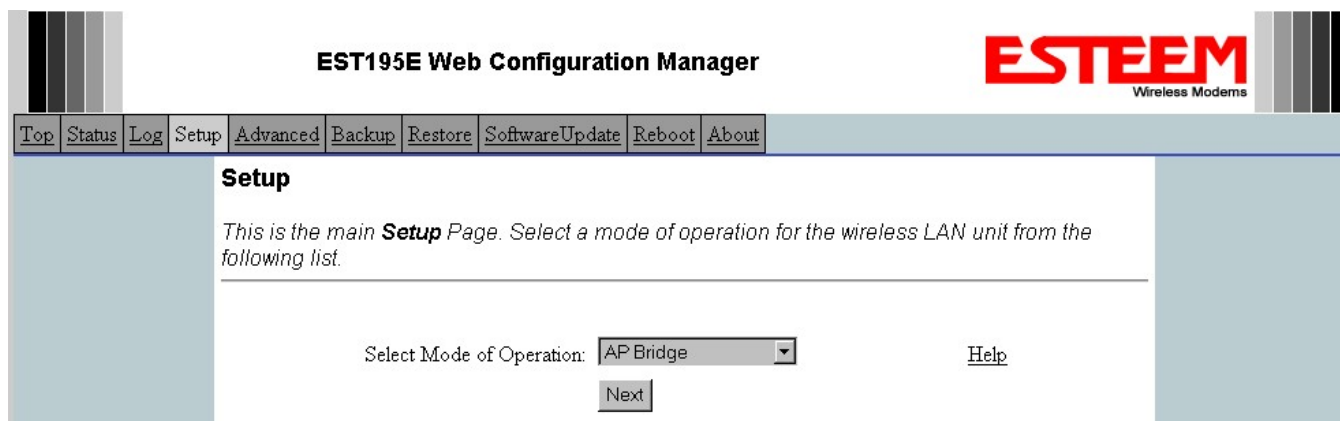 EST195E Web Configuration Manager
ESTEEM
Wireless Modems
Top Status Log Setup Advanced Backup Restore SoftwareUpdate Reboot About
Setup
This is the main Setup Page. Select a mode of operation for the wireless LAN unit from the
following list.
Select Mode of Operation: AP Bridge Help
Next